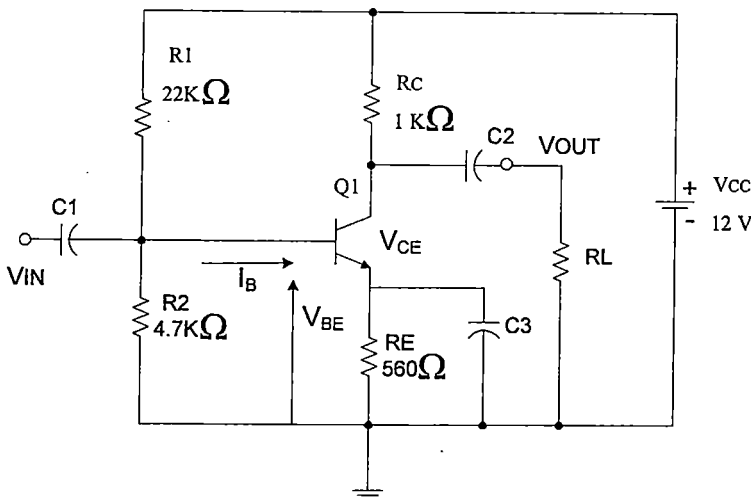 R1
22KΩ
RC
1 KΩ
C2
VOUT
Q1
+ VCC
- 12 V
C1
VCE
RL
VIN
IB
R2
4.7KΩ
VBE
C3
RE
560Ω